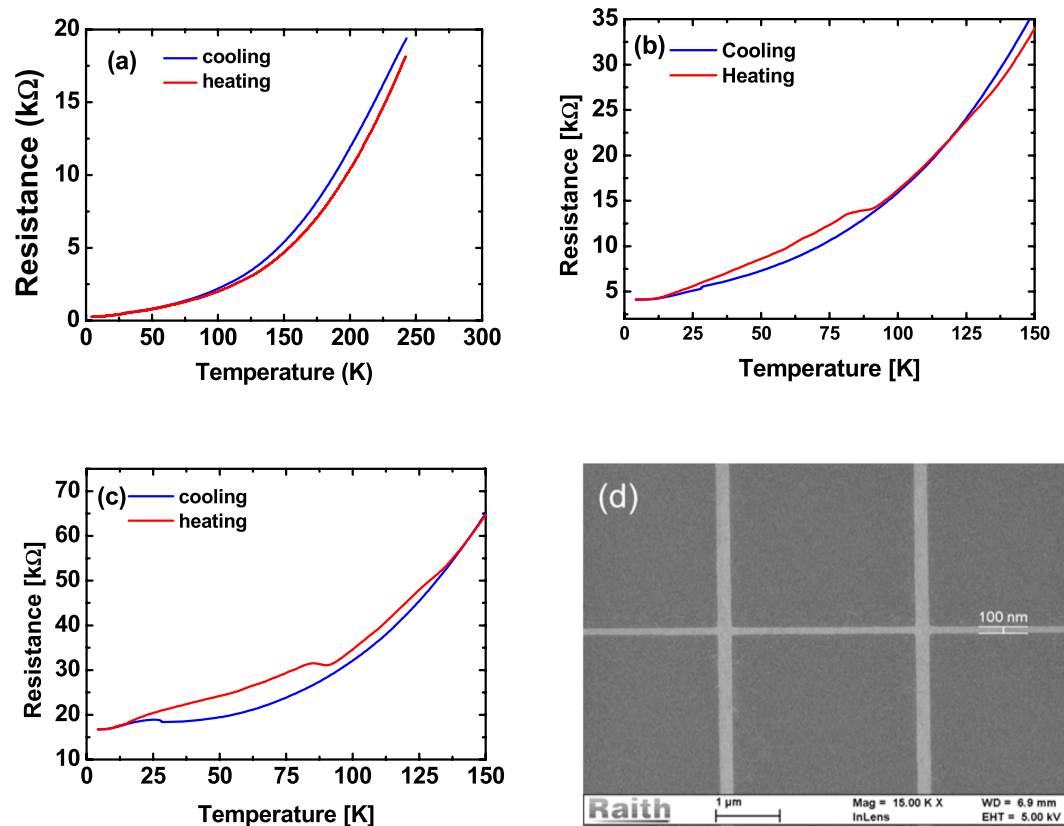 (a)
cooling
heating
20
15
10
5
0
Resistance (kΩ)
0 50 100 150 200 250 300
Temperature (K)
(b)
Cooling
Heating
35
30
25
20
15
10
5
Resistance [kΩ]
0 25 50 75 100 125 150
Temperature [K]
(c)
cooling
heating
70
60
50
40
30
20
10
Resistance [kΩ]
0 25 50 75 100 125 150
Temperature [K]
(d)
100 nm
Raith
1 µm
Mag = 15.00 K X WD = 6.9 mm
InLens EHT = 5.00 kV